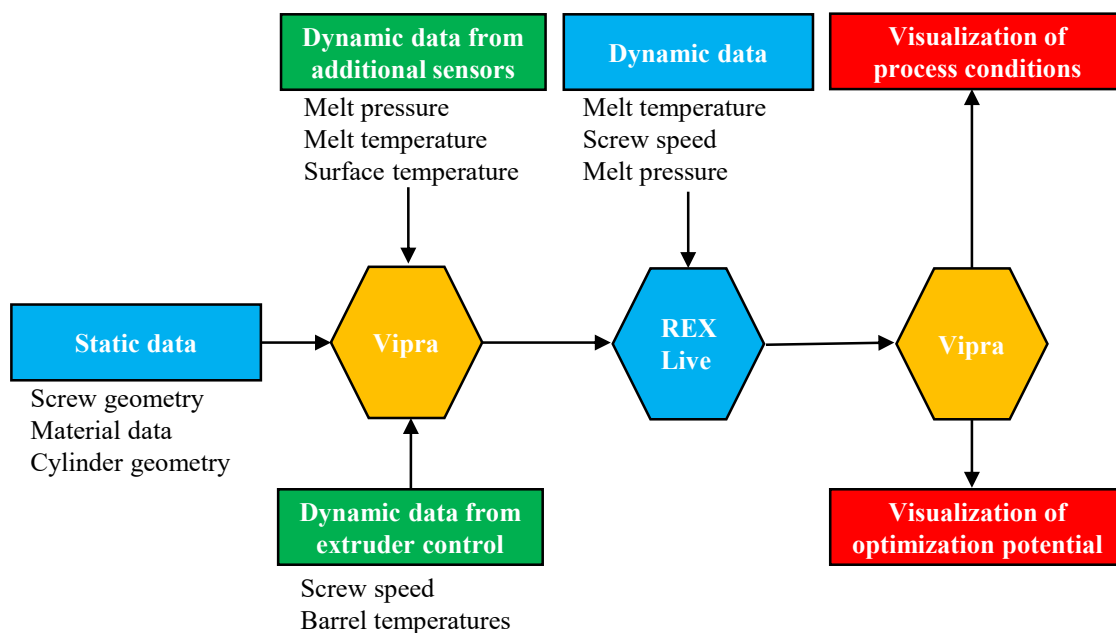 Dynamic data from
additional sensors
Melt pressure
Melt temperature
Surface temperature
Dynamic data
Melt temperature
Screw speed
Melt pressure
Visualization of
process conditions
Static data
Screw geometry
Material data
Cylinder geometry
Vipra
REX
Live
Vipra
Dynamic data from
extruder control
Screw speed
Barrel temperatures
Visualization of
optimization potential